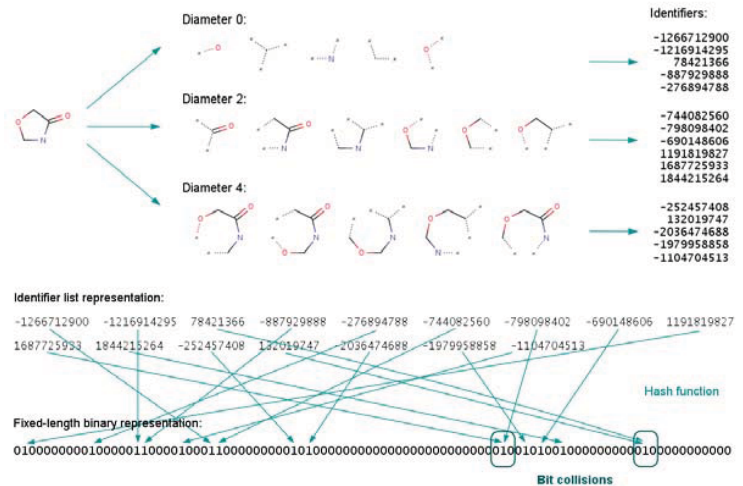 Diameter 0:
Identifiers:
O
N
O
-1266712900
-1216914295
78421366
-887929888
-276894788
Diameter 2:
O
O
N
O
O
N
N
O
N
O
O
-744082560
-798098402
-690148606
1191819827
1687725933
1844215264
Diameter 4:
O
O
N
O
N
O
O
N
O
N
O
O
N
-252457408
132019747
-2036474688
-1979958858
-1104704513
Identifier list representation:
-1266712900 -1216914295 78421366 -887929888 -276894788 -744082560 -798098402 -690148606 1191819827
1687725933 1844215264 -252457408 132019747 -2036474688 -1979958858 -1104704513
Hash function
Fixed-length binary representation:
Bit collisions